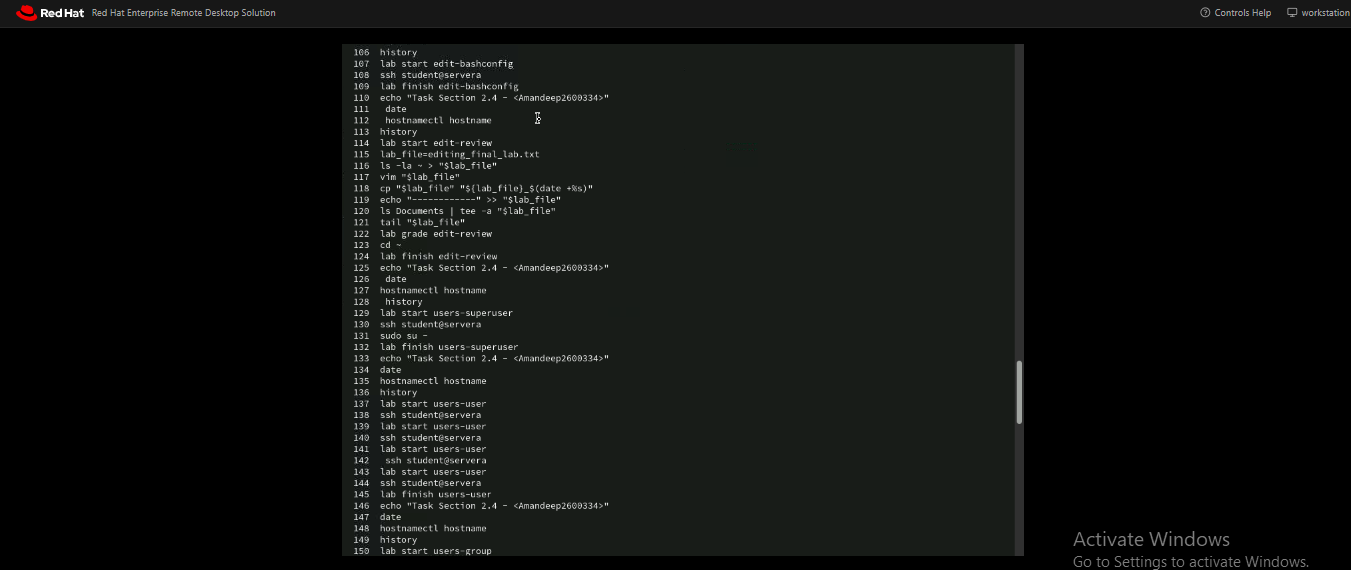 Red Hat Red Hat Enterprise Remote Desktop Solution Controls Help workstation
106 history
107 lab start edit-bashconfig
108 ssh student@servera
109 lab finish edit-bashconfig
110 echo "Task Section 2.4 - <Amandeep2600334>"
111  date
112  hostnamectl hostname
113 history
114 lab start edit-review
115 lab_file=editing_final_lab.txt
116 ls -la ~ > "$lab_file"
117 vim "$lab_file"
118 cp "$lab_file" "${lab_file}_$(date +%s)"
119 echo "------------" >> "$lab_file"
120 ls Documents | tee -a "$lab_file"
121 tail "$lab_file"
122 lab grade edit-review
123 cd ~
124 lab finish edit-review
125 echo "Task Section 2.4 - <Amandeep2600334>"
126  date
127 hostnamectl hostname
128  history
129 lab start users-superuser
130 ssh student@servera
131 sudo su -
132 lab finish users-superuser
133 echo "Task Section 2.4 - <Amandeep2600334>"
134 date
135 hostnamectl hostname
136 history
137 lab start users-user
138 ssh student@servera
139 lab start users-user
140 ssh student@servera
141 lab start users-user
142  ssh student@servera
143 lab start users-user
144 ssh student@servera
145 lab finish users-user
146 echo "Task Section 2.4 - <Amandeep2600334>"
147 date
148 hostnamectl hostname
149 history
150 lab start users-group
Activate Windows
Go to Settings to activate Windows.